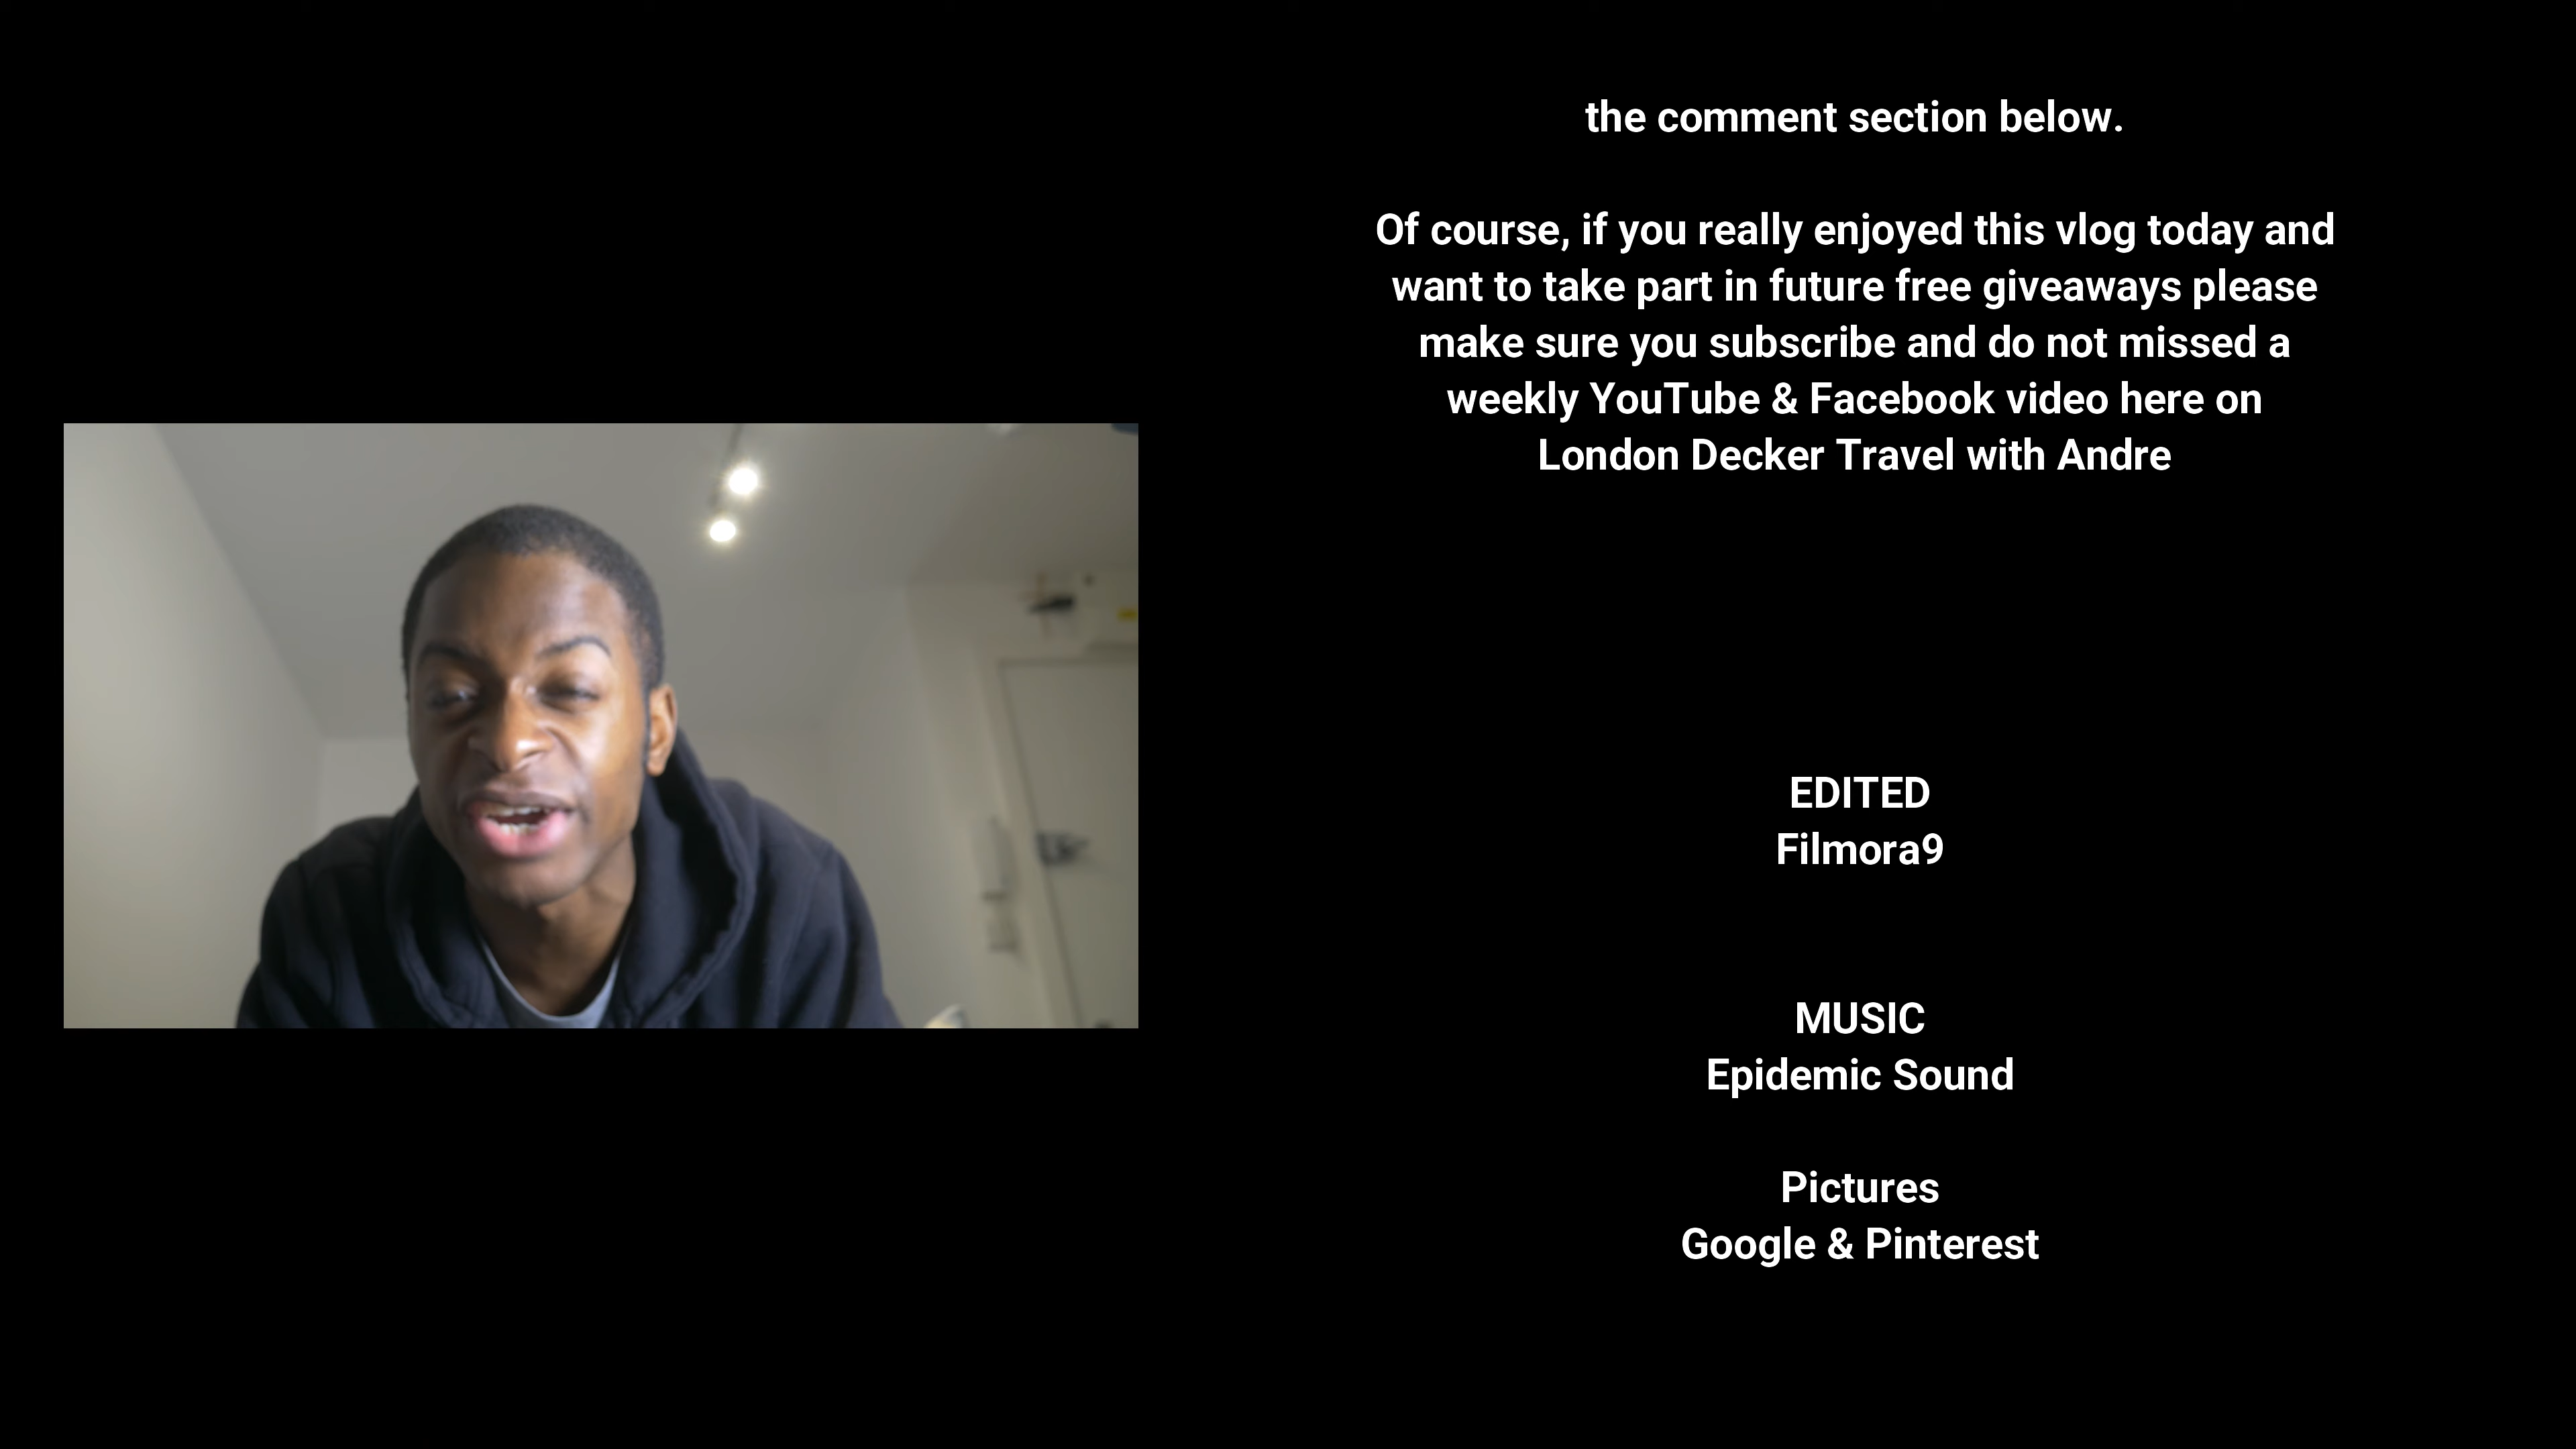 the comment section below.
Of course, if you really enjoyed this vlog today and
want to take part in future free giveaways please
make sure you subscribe and do not missed a
weekly YouTube & Facebook video here on
London Decker Travel with Andre
EDITED
Filmora9
MUSIC
Epidemic Sound
Pictures
Google & Pinterest